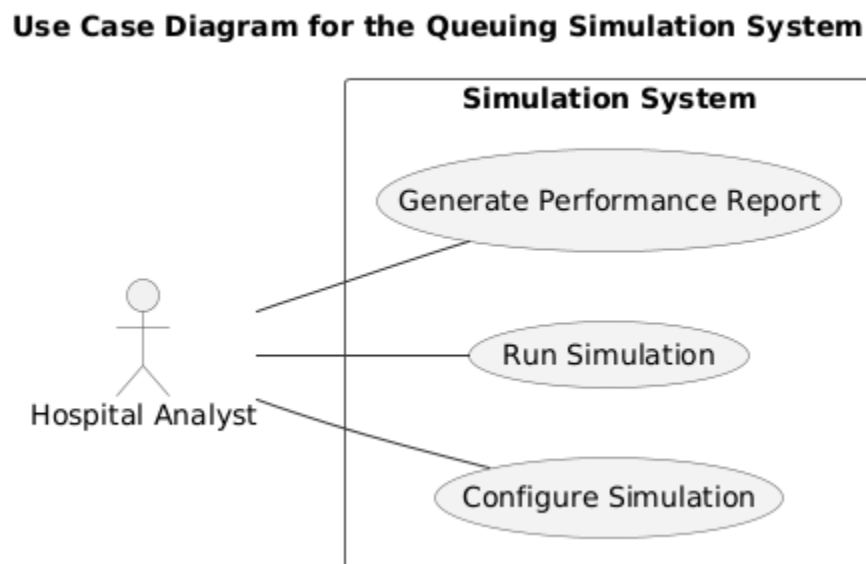 Use Case Diagram for the Queuing Simulation System
Simulation System
Generate Performance Report
Run Simulation
Hospital Analyst
Configure Simulation